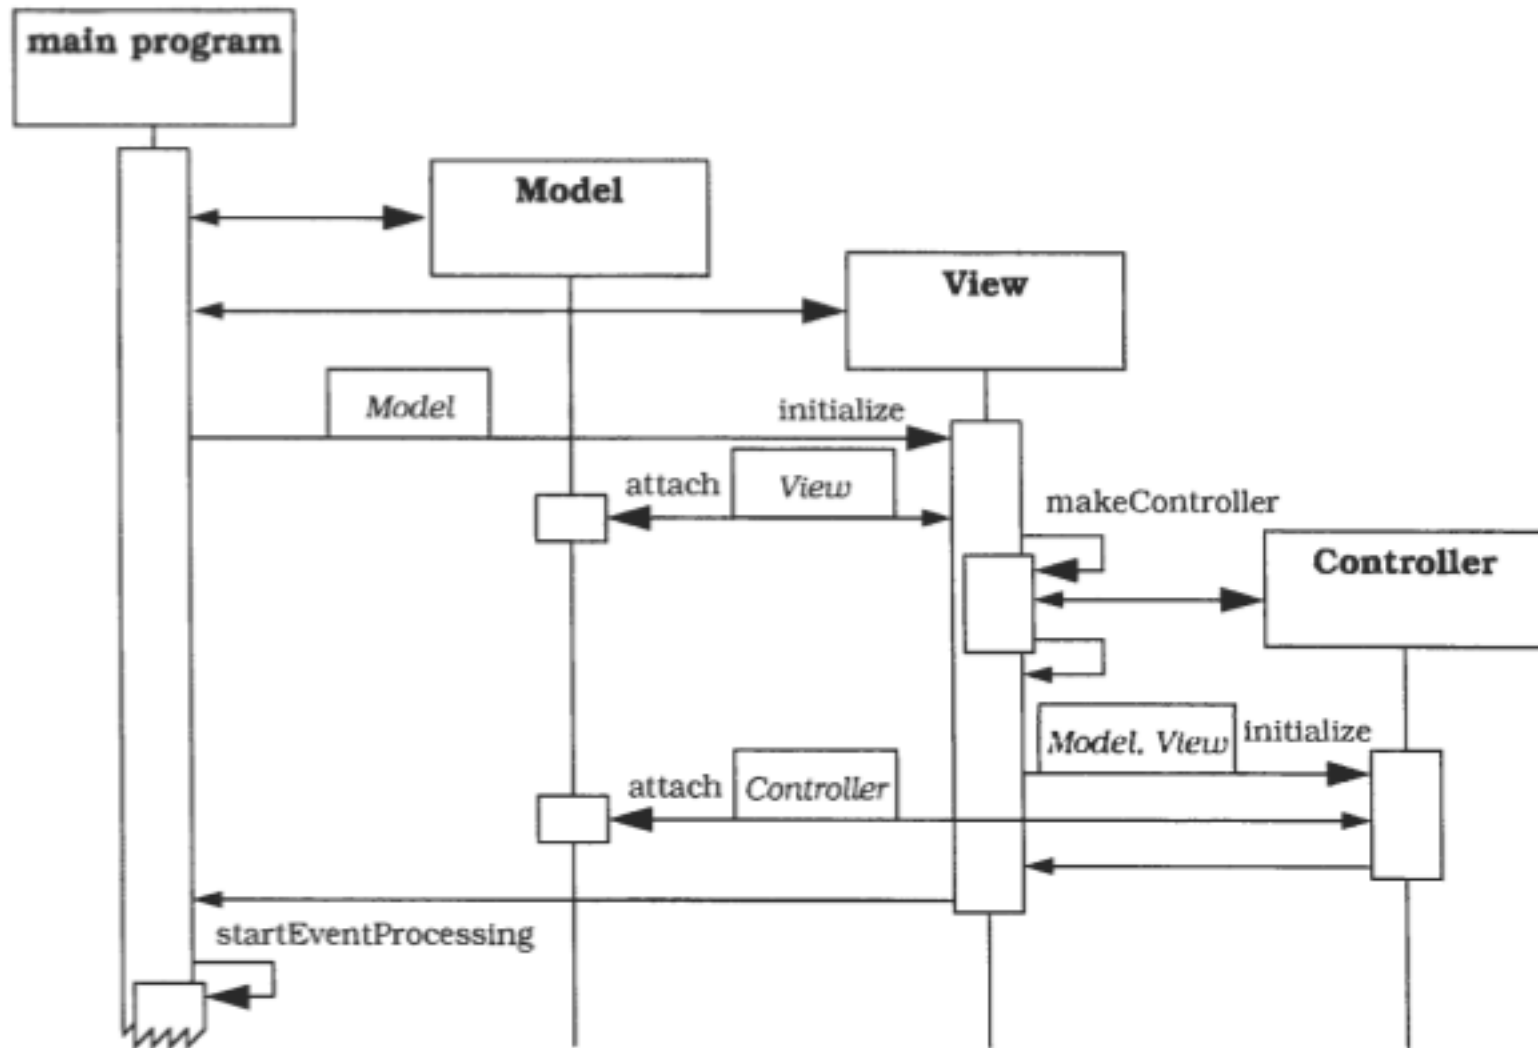 main program
Model
View
Model
initialize
attach
View
makeController
Controller
Model, View
initialize
attach
Controller
startEventProcessing